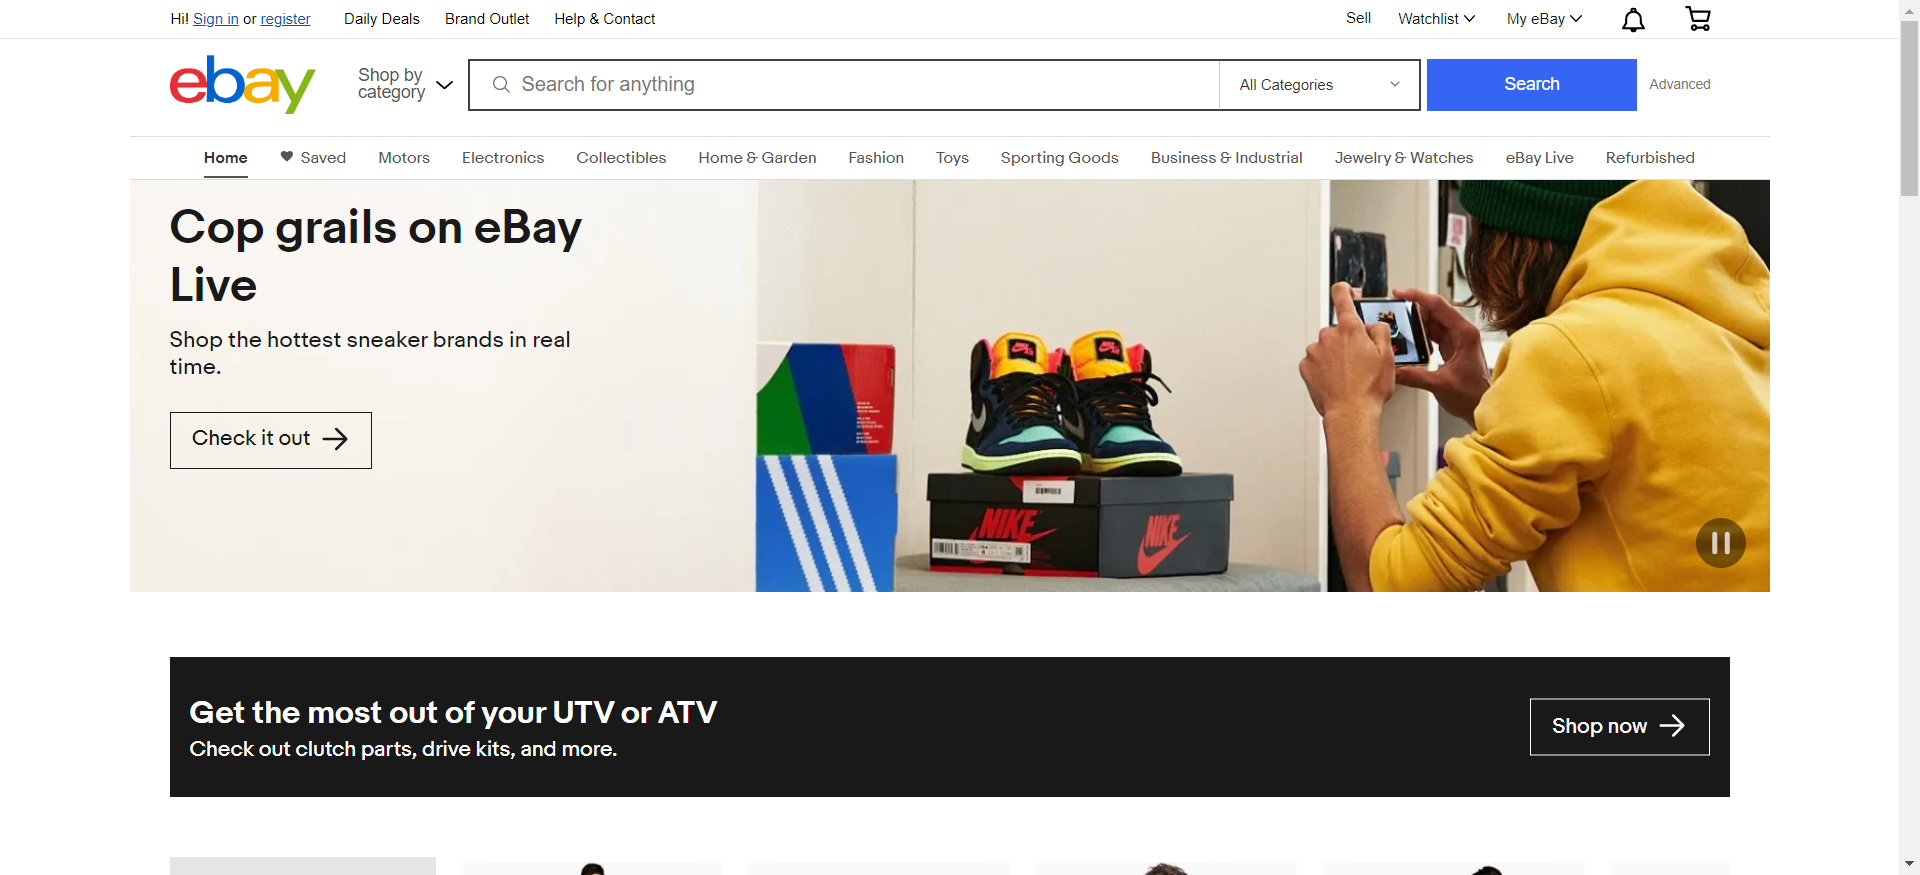 Hi! Sign in or register
Daily Deals
Brand Outlet
Help & Contact
Sell
Watchlist
My eBay
ebay
Shop by
category
Search for anything
All Categories
Search
Advanced
Home
Saved
Motors
Electronics
Collectibles
Home & Garden
Fashion
Toys
Sporting Goods
Business & Industrial
Jewelry & Watches
eBay Live
Refurbished
Cop grails on eBay
Live
Shop the hottest sneaker brands in real
time.
Check it out
NIKE
NIKE
Get the most out of your UTV or ATV
Check out clutch parts, drive kits, and more.
Shop now